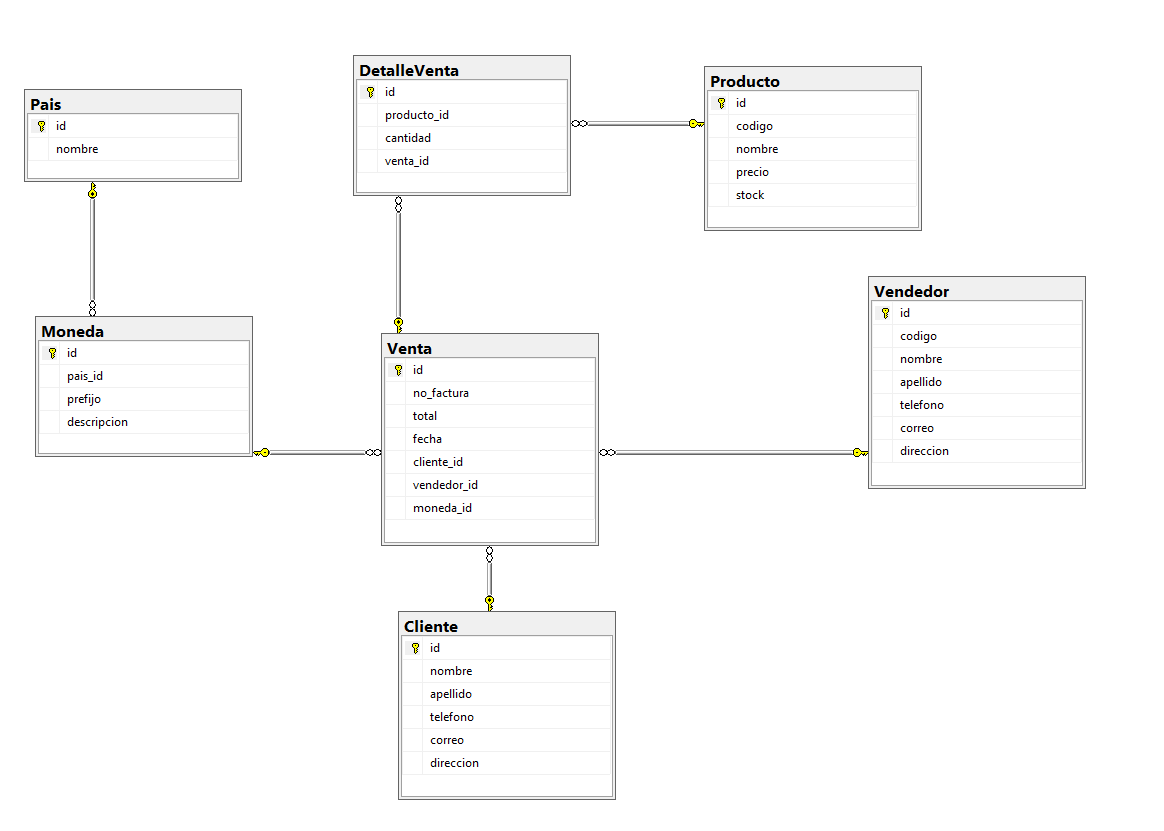 Pais
id
nombre
DetalleVenta
id
producto_id
cantidad
venta_id
Producto
id
codigo
nombre
precio
stock
Moneda
id
pais_id
prefijo
descripcion
Venta
id
no_factura
total
fecha
cliente_id
vendedor_id
moneda_id
Vendedor
id
codigo
nombre
apellido
telefono
correo
direccion
Cliente
id
nombre
apellido
telefono
correo
direccion